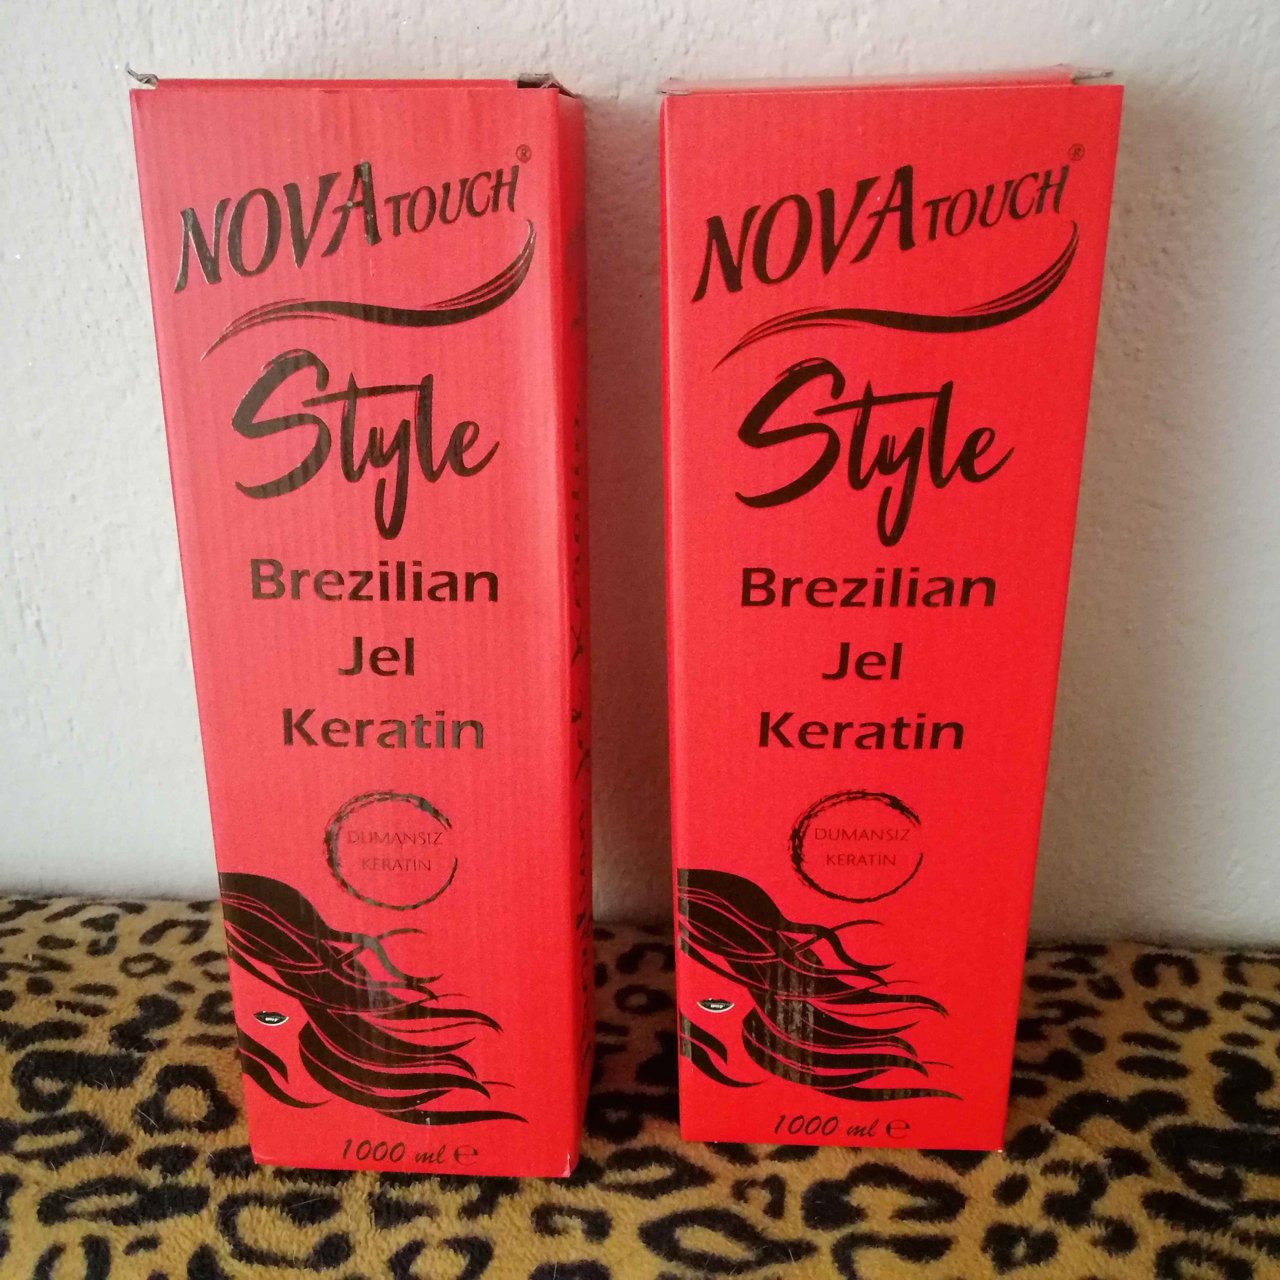 NOVA TOUCH®
Style
Brezilian
Jel
Keratin
DUMANSIZ
KERATIN
1000 ml ℮
NOVA TOUCH®
Style
Brezilian
Jel
Keratin
DUMANSIZ
KERATIN
1000 ml ℮